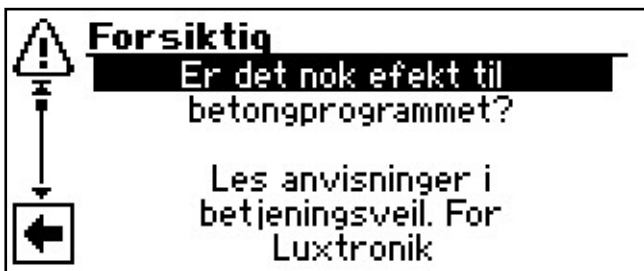 Forsiktig
Er det nok efekt til
betongprogrammet?
Les anvisninger i
betjeningsveil. For
Luxtronik